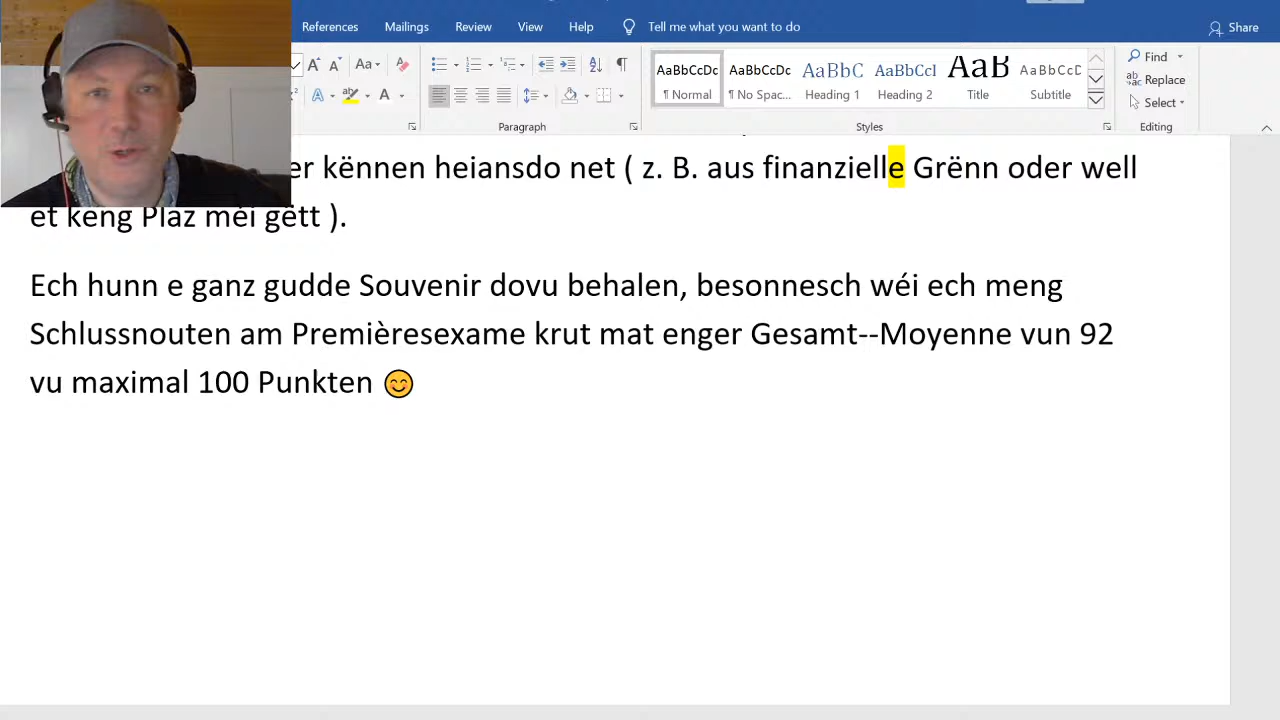 References Mailings Review View Help Tell me what you want to do Share
Aa AaBbCcDc AaBbCcDc AaBbC AaBbCcI AaB AaBbCcD Find
A A ¶ Normal ¶ No Spac... Heading 1 Heading 2 Title Subtitle Replace
Select
Paragraph Styles Editing
er kënnen heiansdo net ( z. B. aus finanzielle Grënn oder well
et keng Plaz méi gëtt ).
Ech hunn e ganz gudde Souvenir dovu behalen, besonnesch wéi ech meng
Schlussnouten am Premièresexame krut mat enger Gesamt--Moyenne vun 92
vu maximal 100 Punkten 😊